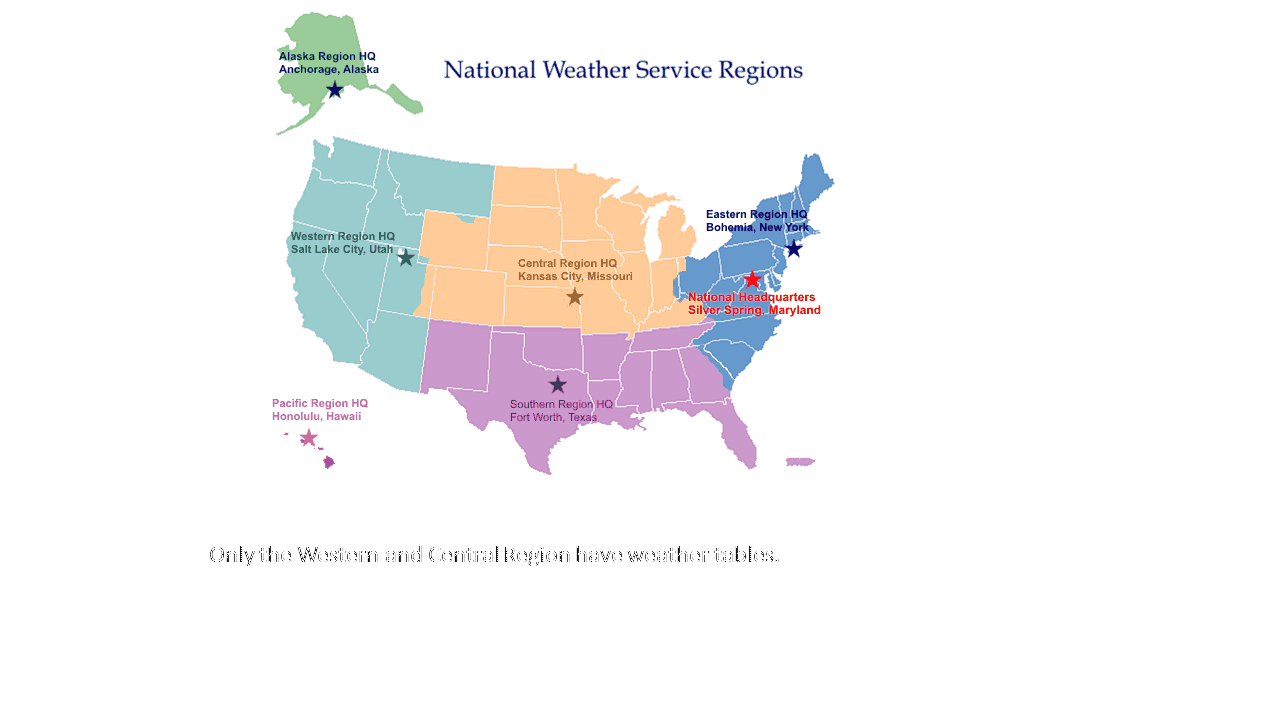 Alaska Region HQ
Anchorage, Alaska
National Weather Service Regions
Eastern Region HQ
Bohemia, New York
Western Region HQ
Salt Lake City, Utah
Central Region HQ
Kansas City, Missouri
National Headquarters
Silver Spring, Maryland
Pacific Region HQ
Honolulu, Hawaii
Southern Region HQ
Fort Worth, Texas
Only the Western and Central Region have weather tables.